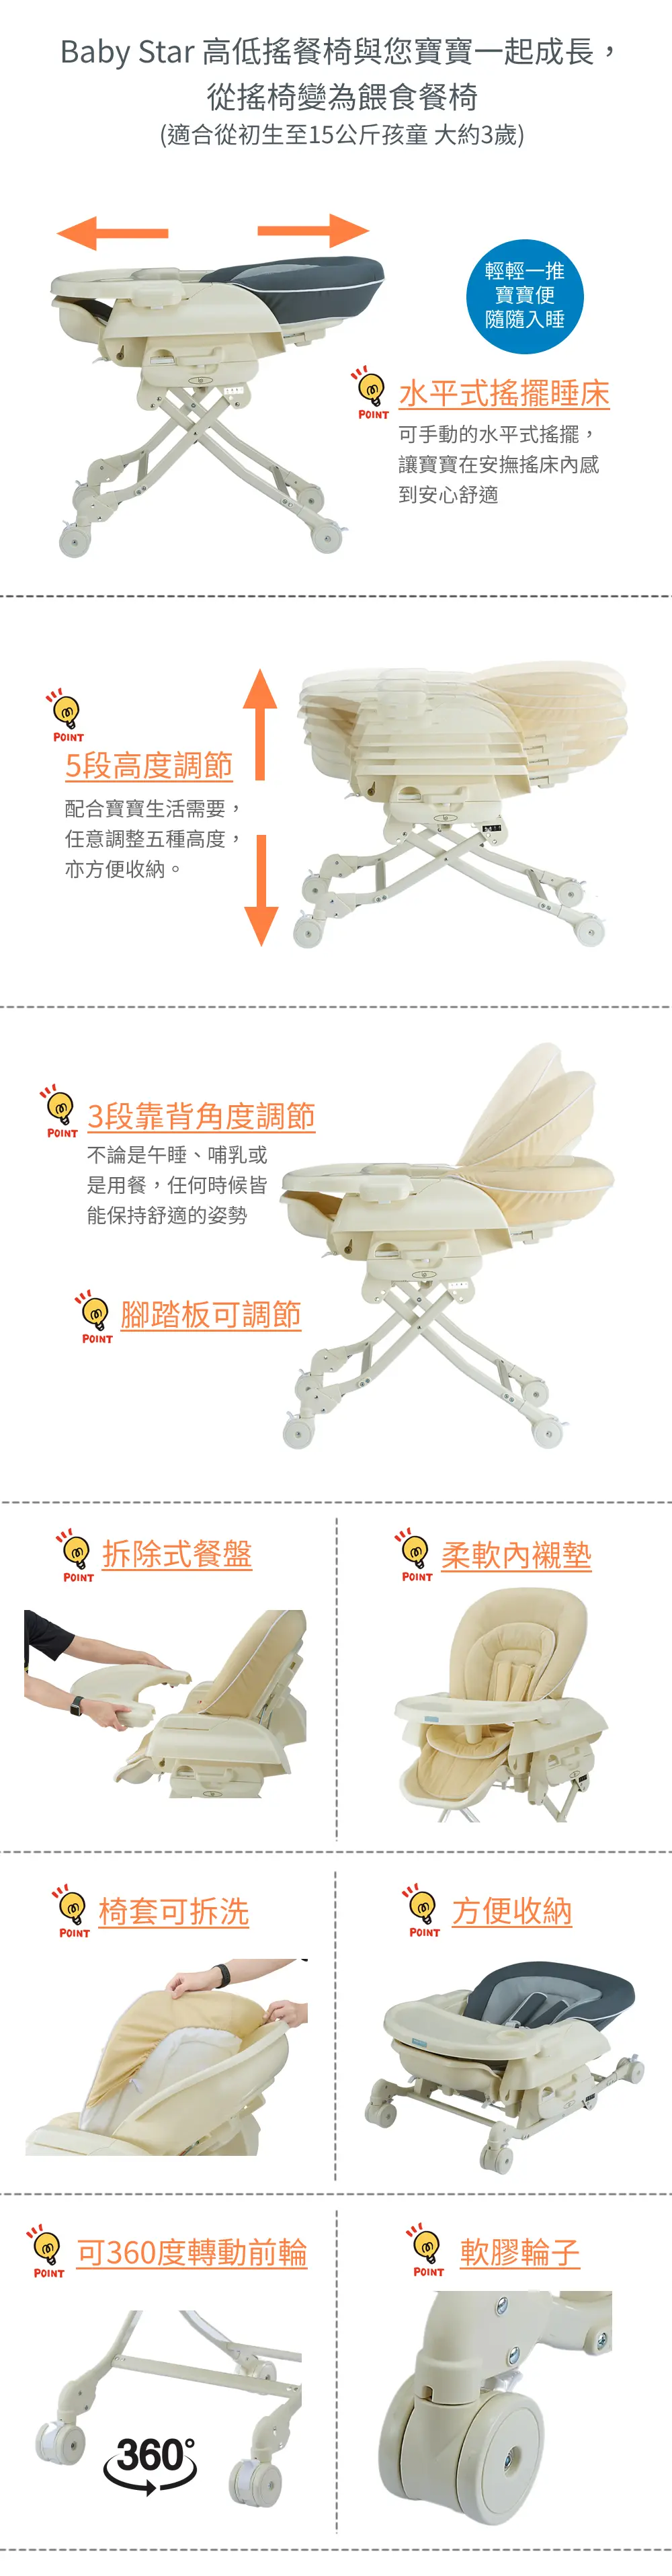 Baby Star 高低搖餐椅與您寶寶一起成長，
從搖椅變為餵食餐椅
(適合從初生至15公斤孩童 大約3歲)
輕輕一推
寶寶便
隨隨入睡
POINT
水平式搖擺睡床
可手動的水平式搖擺，
讓寶寶在安撫搖床內感
到安心舒適
POINT
5段高度調節
配合寶寶生活需要，
任意調整五種高度，
亦方便收納。
POINT
3段靠背角度調節
不論是午睡、哺乳或
是用餐，任何時候皆
能保持舒適的姿勢
POINT
腳踏板可調節
POINT
拆除式餐盤
POINT
柔軟內襯墊
POINT
椅套可拆洗
POINT
方便收納
POINT
可360度轉動前輪
360°
POINT
軟膠輪子